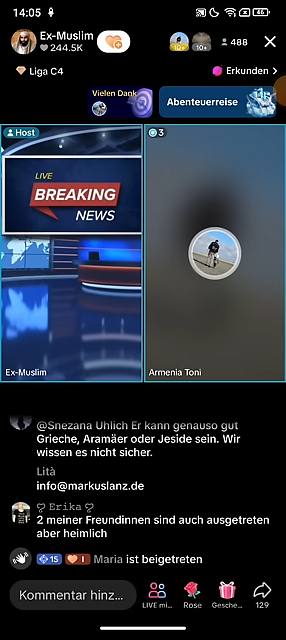 14:05
46
Ex-Muslim
244.5K
10+
10+
488
Liga C4
Erkunden
Vielen Dank
Abenteuerreise
Host
3
LIVE
BREAKING
NEWS
Ex-Muslim
Armenia Toni
@Snezana Uhlich Er kann genauso gut
Grieche, Aramäer oder Jeside sein. Wir
wissen es nicht sicher.
Lità
info@markuslanz.de
Erika
2 meiner Freundinnen sind auch ausgetreten
aber heimlich
15
I
Maria ist beigetreten
Kommentar hinz...
LIVE mi...
Rose
Gesche...
129